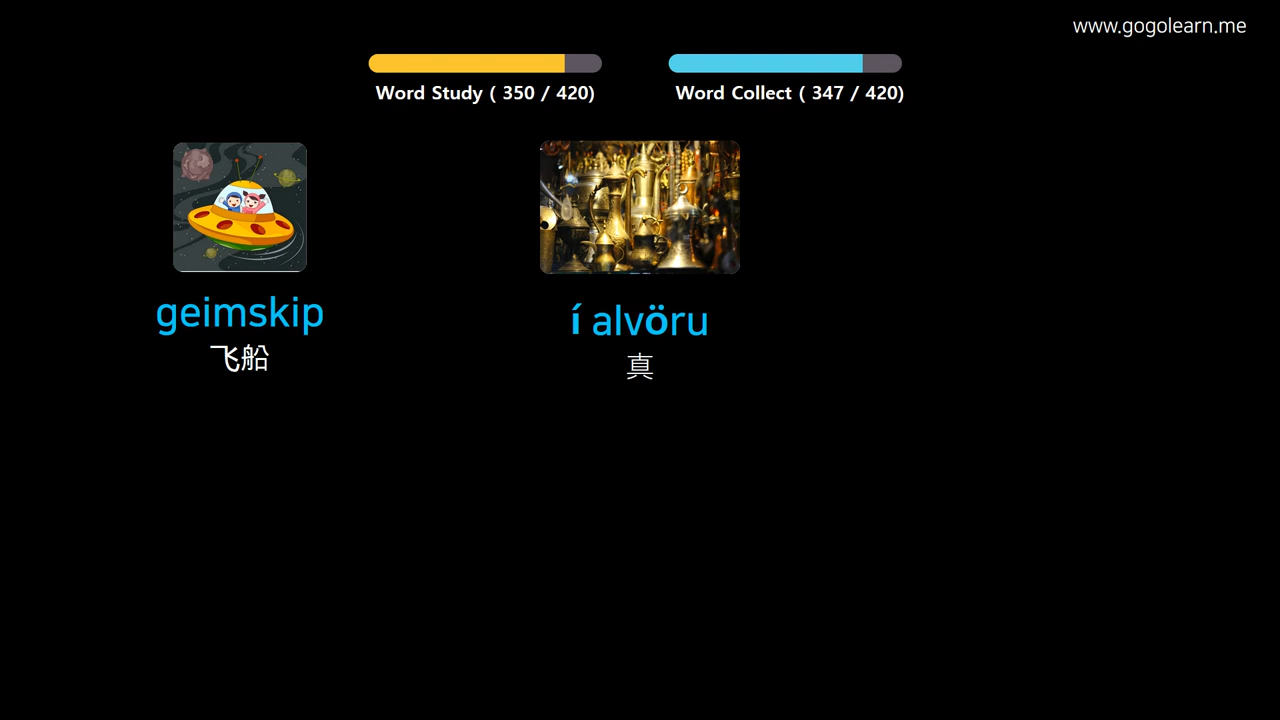 www.gogolearn.me
Word Study ( 350 / 420)
Word Collect ( 347 / 420)
geimskip
飞船
í alvöru
真